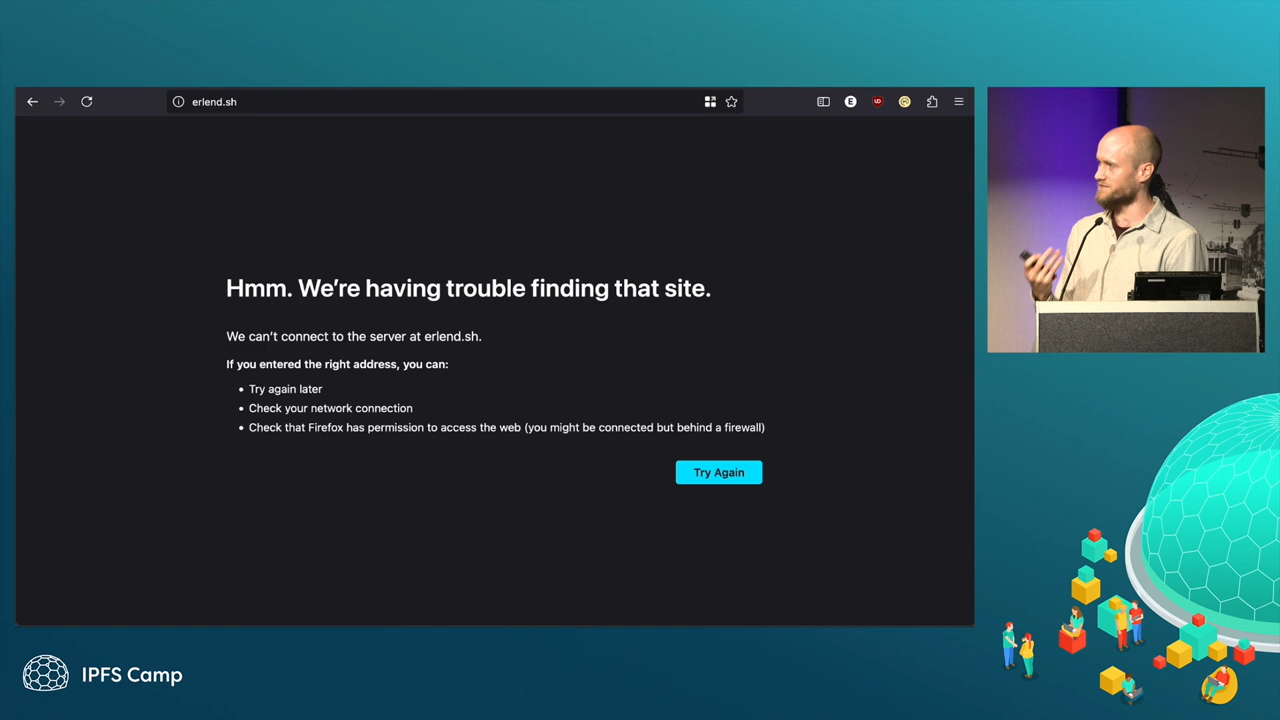 erlend.sh
Hmm. We're having trouble finding that site.
We can't connect to the server at erlend.sh.
If you entered the right address, you can:
Try again later
Check your network connection
Check that Firefox has permission to access the web (you might be connected but behind a firewall)
Try Again
IPFS Camp